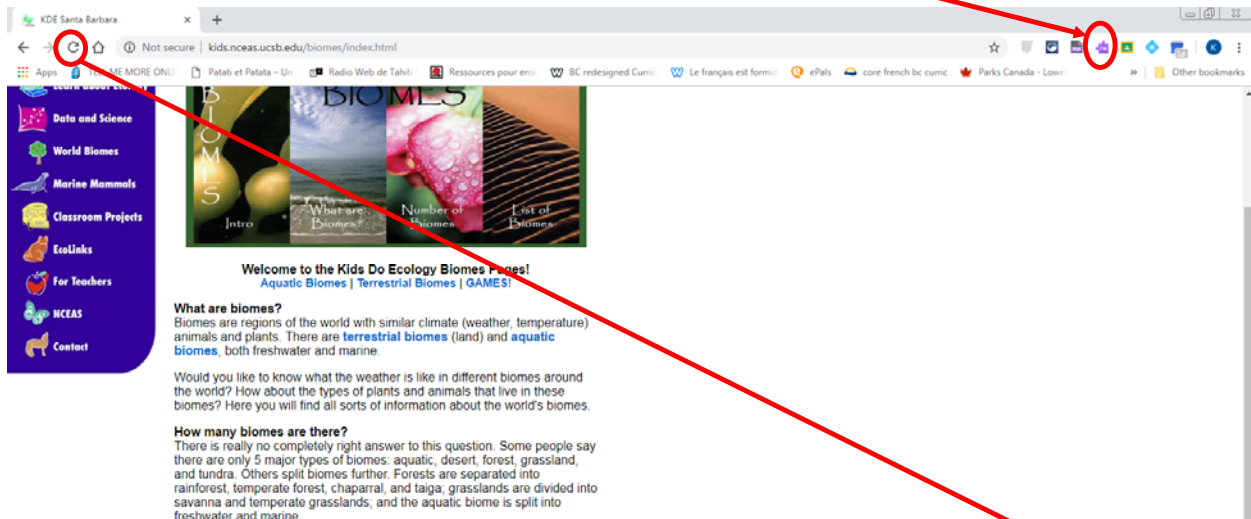 KDE Santa Barbara
Not secure | kids.nceas.ucsb.edu/biomes/index.html
K
Apps
ME MORE ONLI
Patati et Patata – Un
Radio Web de Tahiti
Ressources pour ens
BC redesigned Curric
Le français est formid
ePals
core french bc curric
Parks Canada - Lower
»
Other bookmarks
Learn about Ecology
Data and Science
World Biomes
Marine Mammals
Classroom Projects
EcoLinks
For Teachers
NCEAS
Contact
BIOMES
BIOMES
Intro
What are
Biomes?
Number of
Biomes
List of
Biomes
Welcome to the Kids Do Ecology Biomes Pages!
Aquatic Biomes | Terrestrial Biomes | GAMES!
What are biomes?
Biomes are regions of the world with similar climate (weather, temperature)
animals and plants. There are terrestrial biomes (land) and aquatic
biomes, both freshwater and marine.
Would you like to know what the weather is like in different biomes around
the world? How about the types of plants and animals that live in these
biomes? Here you will find all sorts of information about the world's biomes.
How many biomes are there?
There is really no completely right answer to this question. Some people say
there are only 5 major types of biomes: aquatic, desert, forest, grassland,
and tundra. Others split biomes further. Forests are separated into
rainforest, temperate forest, chaparral, and taiga; grasslands are divided into
savanna and temperate grasslands; and the aquatic biome is split into
freshwater and marine.